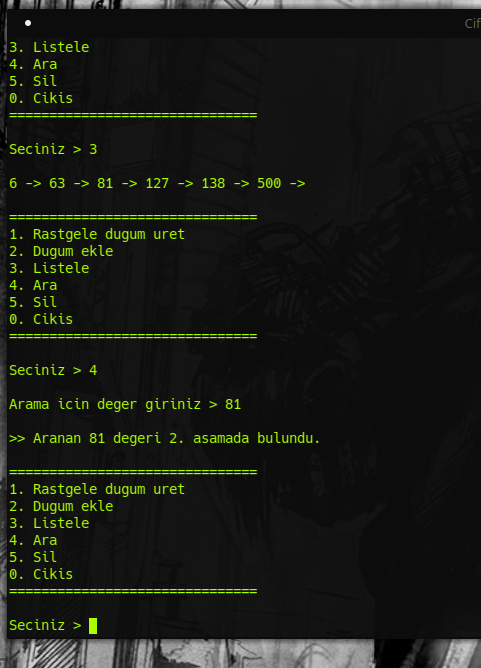 Cif
3. Listele
4. Ara
5. Sil
0. Cikis
===============================
Seciniz > 3
6 -> 63 -> 81 -> 127 -> 138 -> 500 ->
===============================
1. Rastgele dugum uret
2. Dugum ekle
3. Listele
4. Ara
5. Sil
0. Cikis
===============================
Seciniz > 4
Arama icin deger giriniz > 81
>> Aranan 81 degeri 2. asamada bulundu.
===============================
1. Rastgele dugum uret
2. Dugum ekle
3. Listele
4. Ara
5. Sil
0. Cikis
===============================
Seciniz >